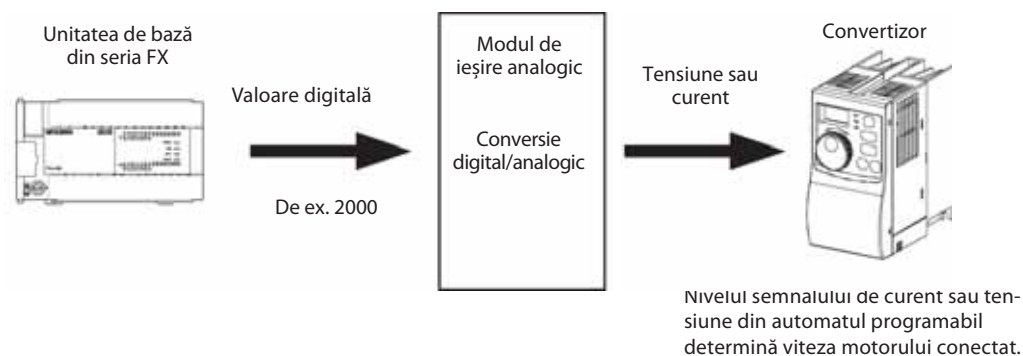 Unitatea de bază
din seria FX
Valoare digitală
De ex. 2000
Modul de
ieșire analogic
Conversie
digital/analogic
Tensiune sau
curent
Convertizor
Nivelul semnalului de curent sau ten-
siune din automatul programabil
determină viteza motorului conectat.